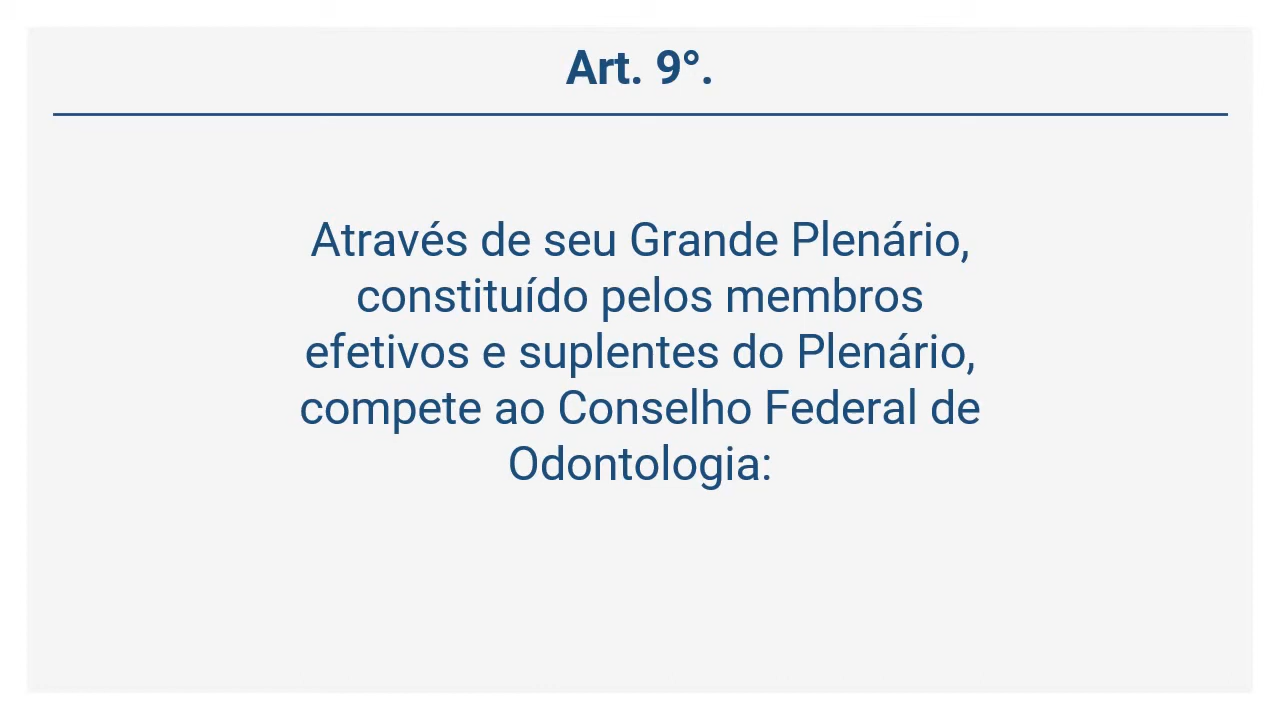 Art. 9°.
Através de seu Grande Plenário,
constituído pelos membros
efetivos e suplentes do Plenário,
compete ao Conselho Federal de
Odontologia: